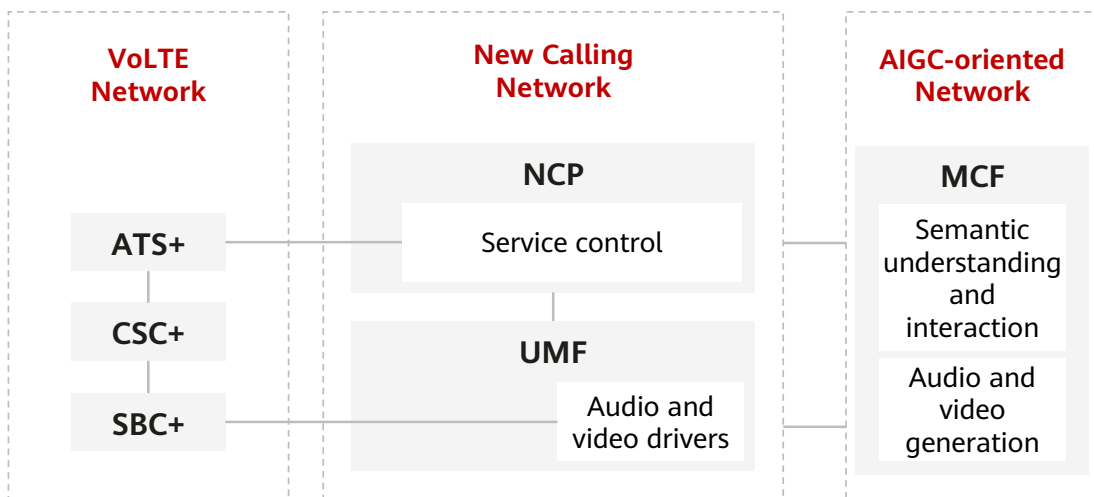 VoLTE
Network
ATS+
CSC+
SBC+
New Calling
Network
NCP
Service control
UMF
Audio and
video drivers
AIGC-oriented
Network
MCF
Semantic
understanding
and
interaction
Audio and
video
generation